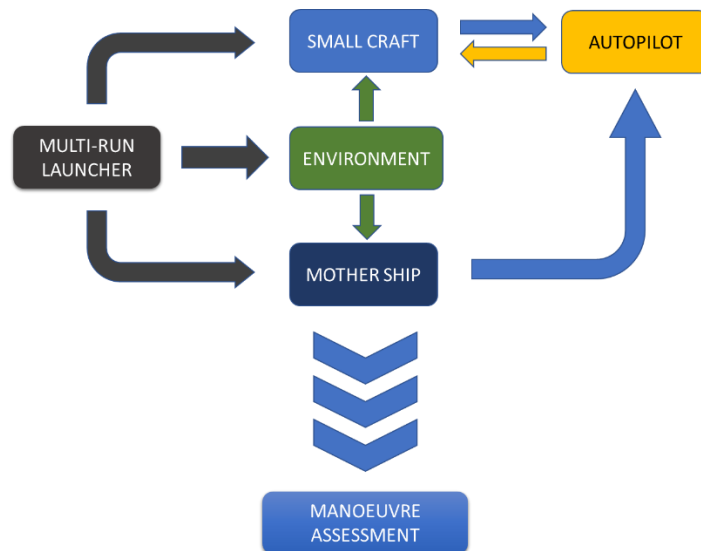 SMALL CRAFT
AUTOPILOT
MULTI-RUN
LAUNCHER
ENVIRONMENT
MOTHER SHIP
MANOEUVRE
ASSESSMENT